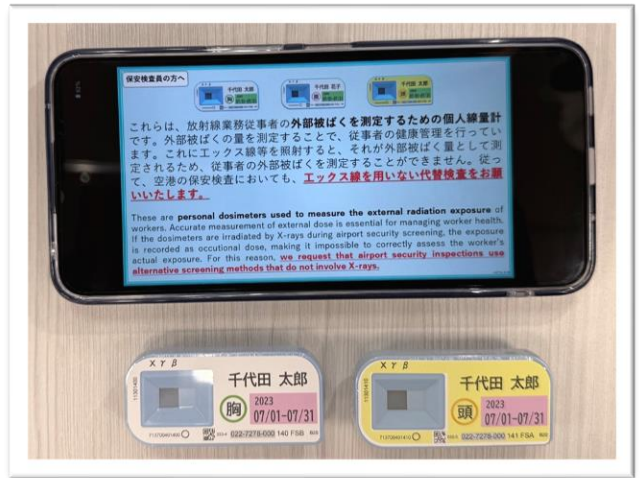 保安検査員の方へ
千代田 太郎
千代田 花子
千代田 太郎
これらは、放射線業務従事者の外部被ばくを測定するための個人線量計
です。外部被ばくの量を測定することで、従事者の健康管理を行ってい
ます。これにエックス線等を照射すると、それが外部被ばく量として測
定されるため、従事者の外部被ばくを測定することができません。従っ
て、空港の保安検査においても、エックス線を用いない代替検査をお願
いいたします。
These are personal dosimeters used to measure the external radiation exposure of
workers. Accurate measurement of external dose is essential for managing worker health.
If the dosimeters are irradiated by X-rays during airport security screening, the exposure
is recorded as occutional dose, making it impossible to correctly assess the worker's
actual exposure. For this reason, we request that airport security inspections use
alternative screening methods that do not involve X-rays.
X γ β
千代田 太郎
胸
2023
07/01-07/31
022-7278-000 140 FSB
X γ β
千代田 太郎
頭
2023
07/01-07/31
022-7278-000 141 FSA